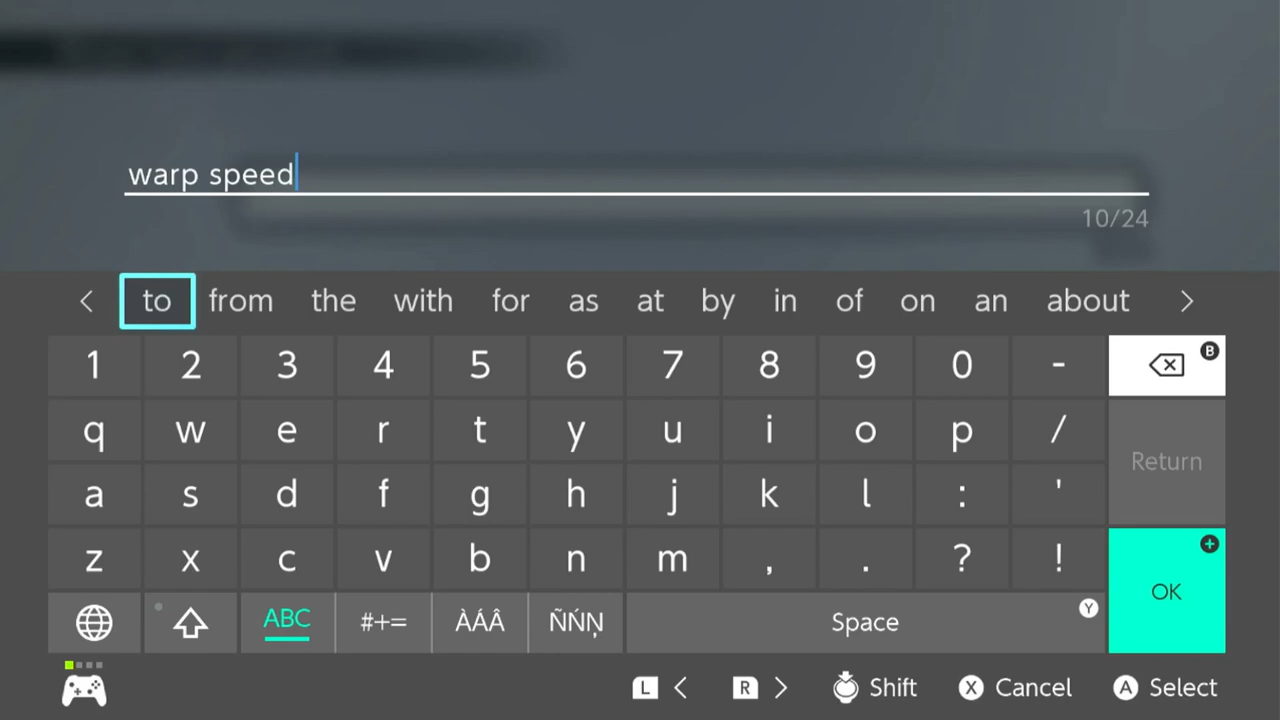 warp speed
10/24
< to from the with for as at by in of on an about >
1 2 3 4 5 6 7 8 9 0 - B
q w e r t y u i o p /
Return
a s d f g h j k l : '
z x c v b n m , . ? ! +
OK
ABC #+= ÀÁÂ ÑŃŅ Space Y
L < R > Shift X Cancel A Select